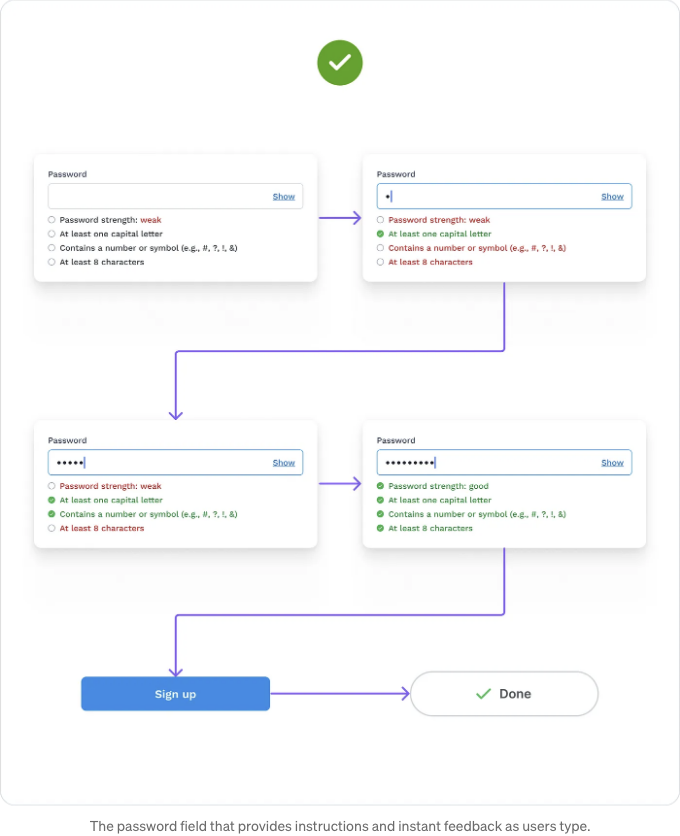 Password
Show
Password strength: weak
At least one capital letter
Contains a number or symbol (e.g., #, ?, !, &)
At least 8 characters
Password
Show
Password strength: weak
At least one capital letter
Contains a number or symbol (e.g., #, ?, !, &)
At least 8 characters
Password
•••••
Show
Password strength: weak
At least one capital letter
Contains a number or symbol (e.g., #, ?, !, &)
At least 8 characters
Password
•••••••••
Show
Password strength: good
At least one capital letter
Contains a number or symbol (e.g., #, ?, !, &)
At least 8 characters
Sign up
Done
The password field that provides instructions and instant feedback as users type.